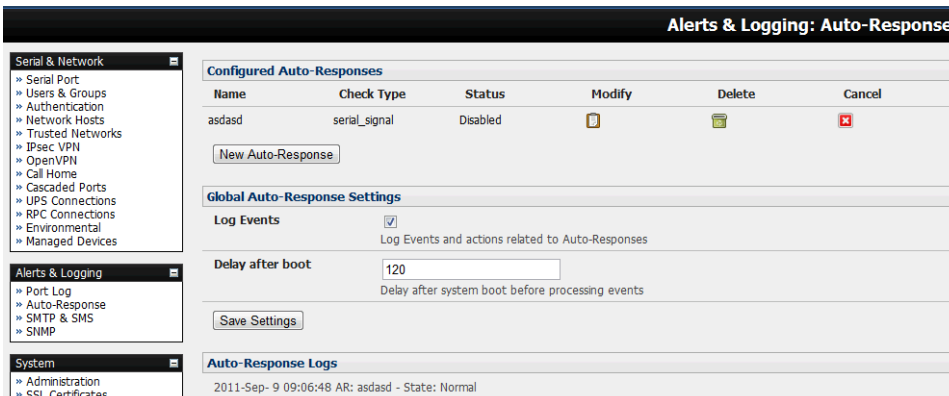 Alerts & Logging: Auto-Response
Serial & Network
» Serial Port
» Users & Groups
» Authentication
» Network Hosts
» Trusted Networks
» IPsec VPN
» OpenVPN
» Call Home
» Cascaded Ports
» UPS Connections
» RPC Connections
» Environmental
» Managed Devices
Alerts & Logging
» Port Log
» Auto-Response
» SMTP & SMS
» SNMP
System
» Administration
» SSL Certificates
Configured Auto-Responses
Name Check Type Status Modify Delete Cancel
asdasd serial_signal Disabled
New Auto-Response
Global Auto-Response Settings
Log Events
Log Events and actions related to Auto-Responses
Delay after boot 120
Delay after system boot before processing events
Save Settings
Auto-Response Logs
2011-Sep- 9 09:06:48 AR: asdasd - State: Normal